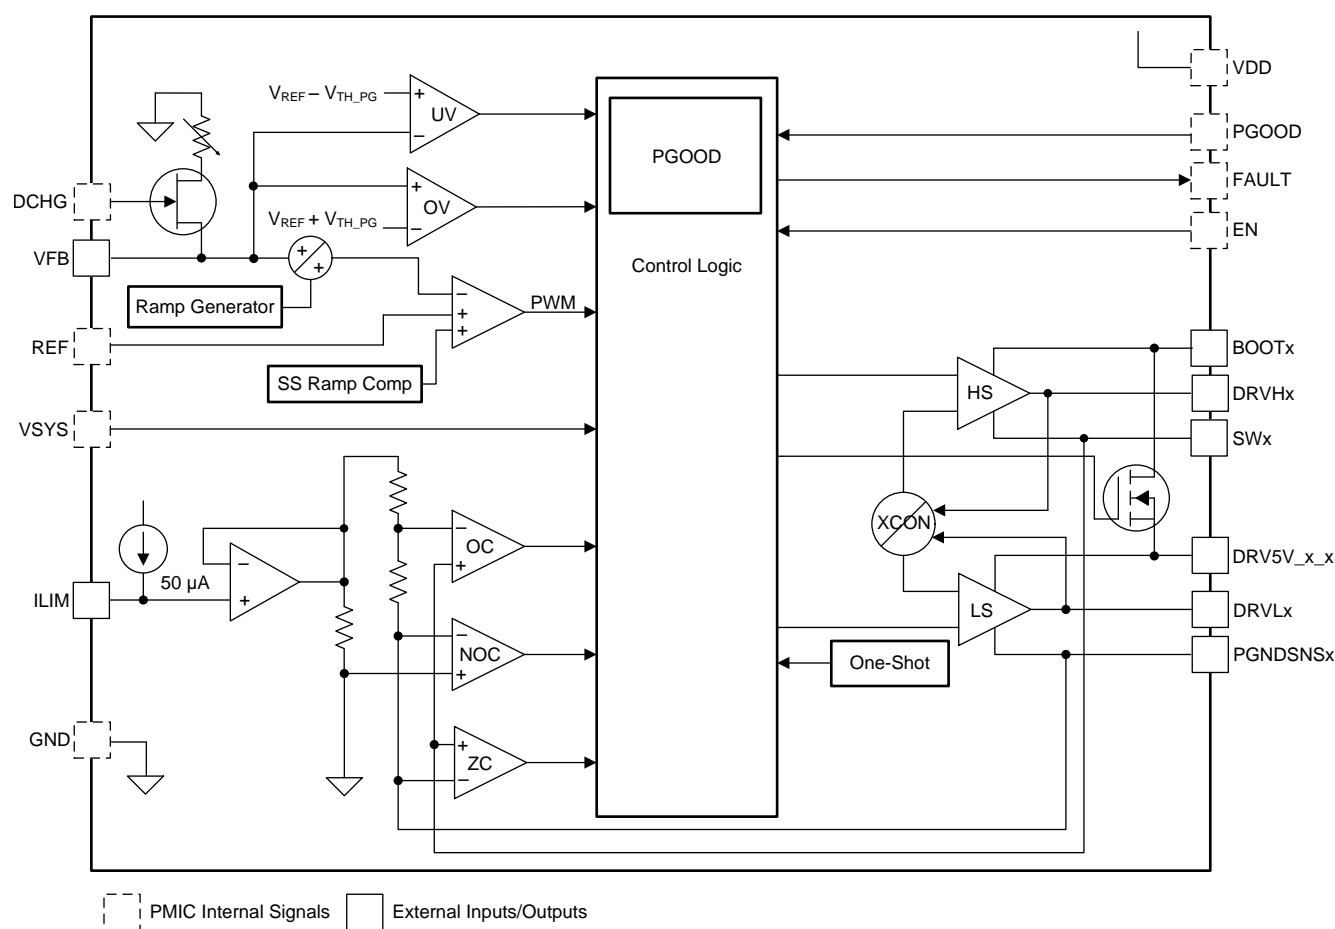 VDD
V_REF – V_TH_PG
+
UV
−
PGOOD
PGOOD
FAULT
DCHG
+
OV
V_REF + V_TH_PG
−
EN
VFB
+
+
Control Logic
Ramp Generator
−
+
+
PWM
REF
BOOTx
SS Ramp Comp
HS
DRVHx
VSYS
SWx
XCON
−
OC
+
−
50 µA
+
ILIM
DRV5V_x_x
LS
DRVLx
−
NOC
+
One-Shot
PGNDSNSx
GND
+
ZC
−
PMIC Internal Signals
External Inputs/Outputs